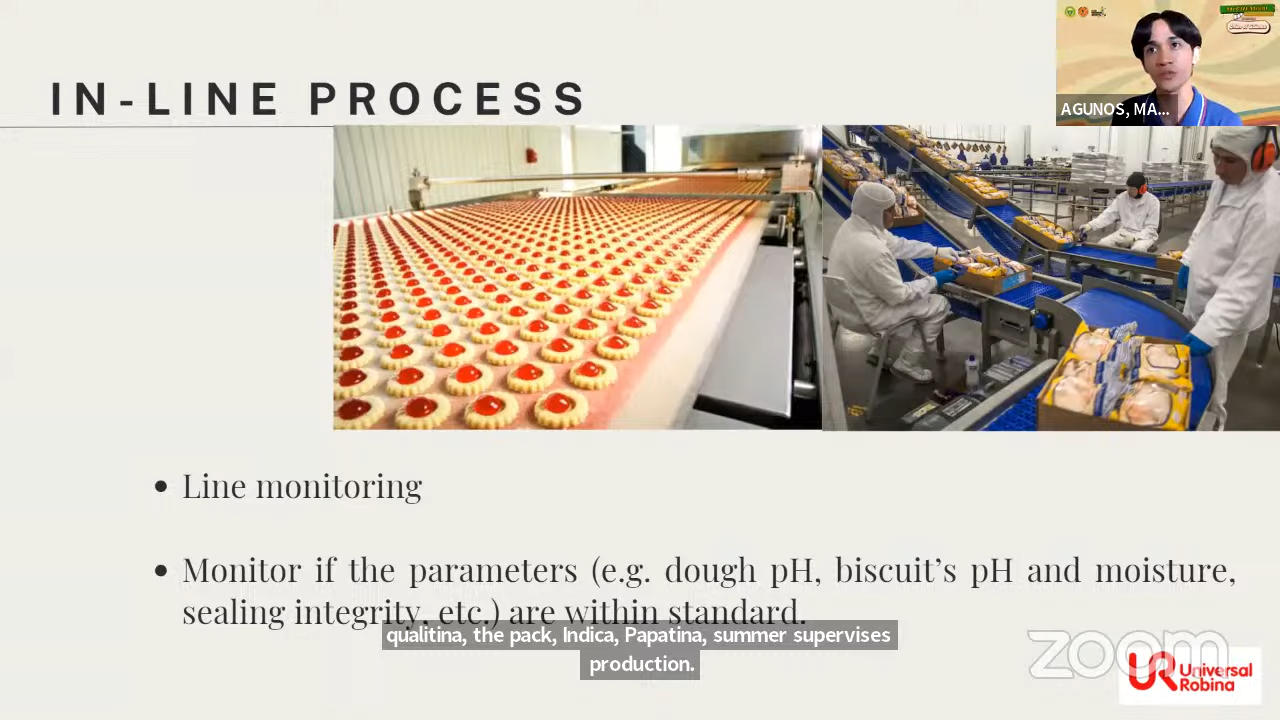 IN-LINE PROCESS
AGUNOS, MA...
• Line monitoring
• Monitor if the parameters (e.g. dough pH, biscuit’s pH and moisture,
sealing integrity, etc.) are within standard.
qualitina, the pack, Indica, Papatina, summer supervises
production.
zoom
UR Universal
Robina